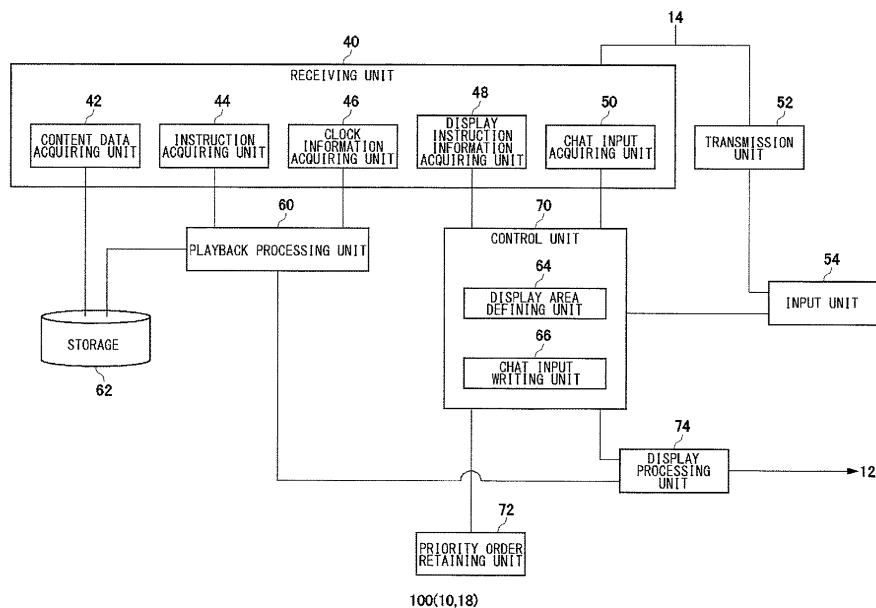 14
40
RECEIVING UNIT
42
44
46
48
50
52
CONTENT DATA
ACQUIRING UNIT
INSTRUCTION
ACQUIRING UNIT
CLOCK
INFORMATION
ACQUIRING UNIT
DISPLAY
INSTRUCTION
INFORMATION
ACQUIRING UNIT
CHAT INPUT
ACQUIRING UNIT
TRANSMISSION
UNIT
60
PLAYBACK PROCESSING UNIT
70
CONTROL UNIT
64
DISPLAY AREA
DEFINING UNIT
54
INPUT UNIT
66
CHAT INPUT
WRITING UNIT
STORAGE
62
74
DISPLAY
PROCESSING
UNIT
12
72
PRIORITY ORDER
RETAINING UNIT
100(10,18)